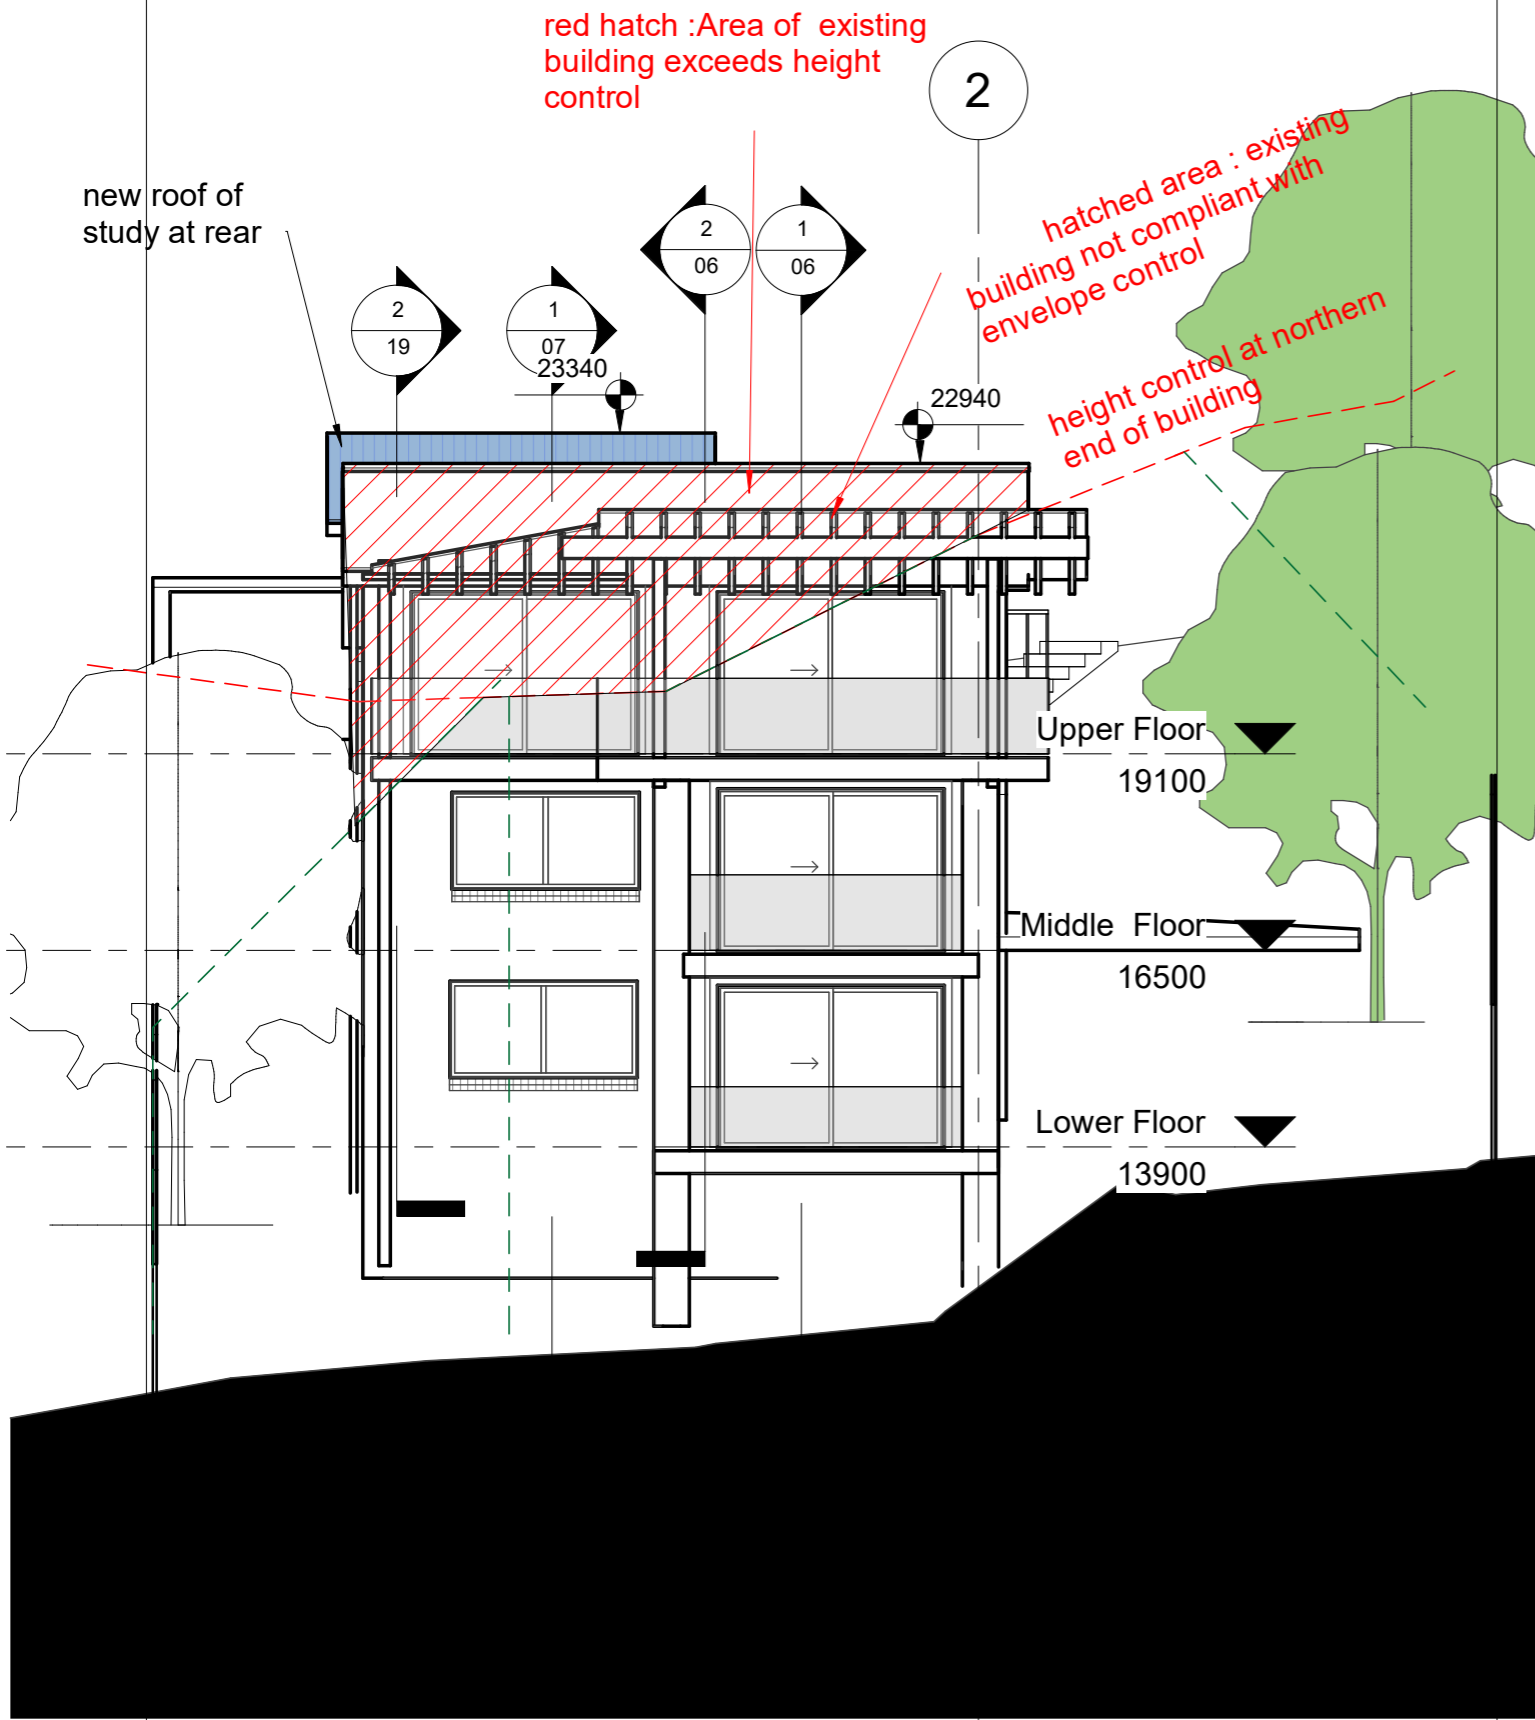 red hatch :Area of  existing
building exceeds height
control
2
hatched area : existing
building not compliant with
envelope control
new roof of
study at rear
2
06
1
06
2
19
1
07
23340
22940
height control at northern
end of building
Upper Floor
19100
Middle  Floor
16500
Lower Floor
13900